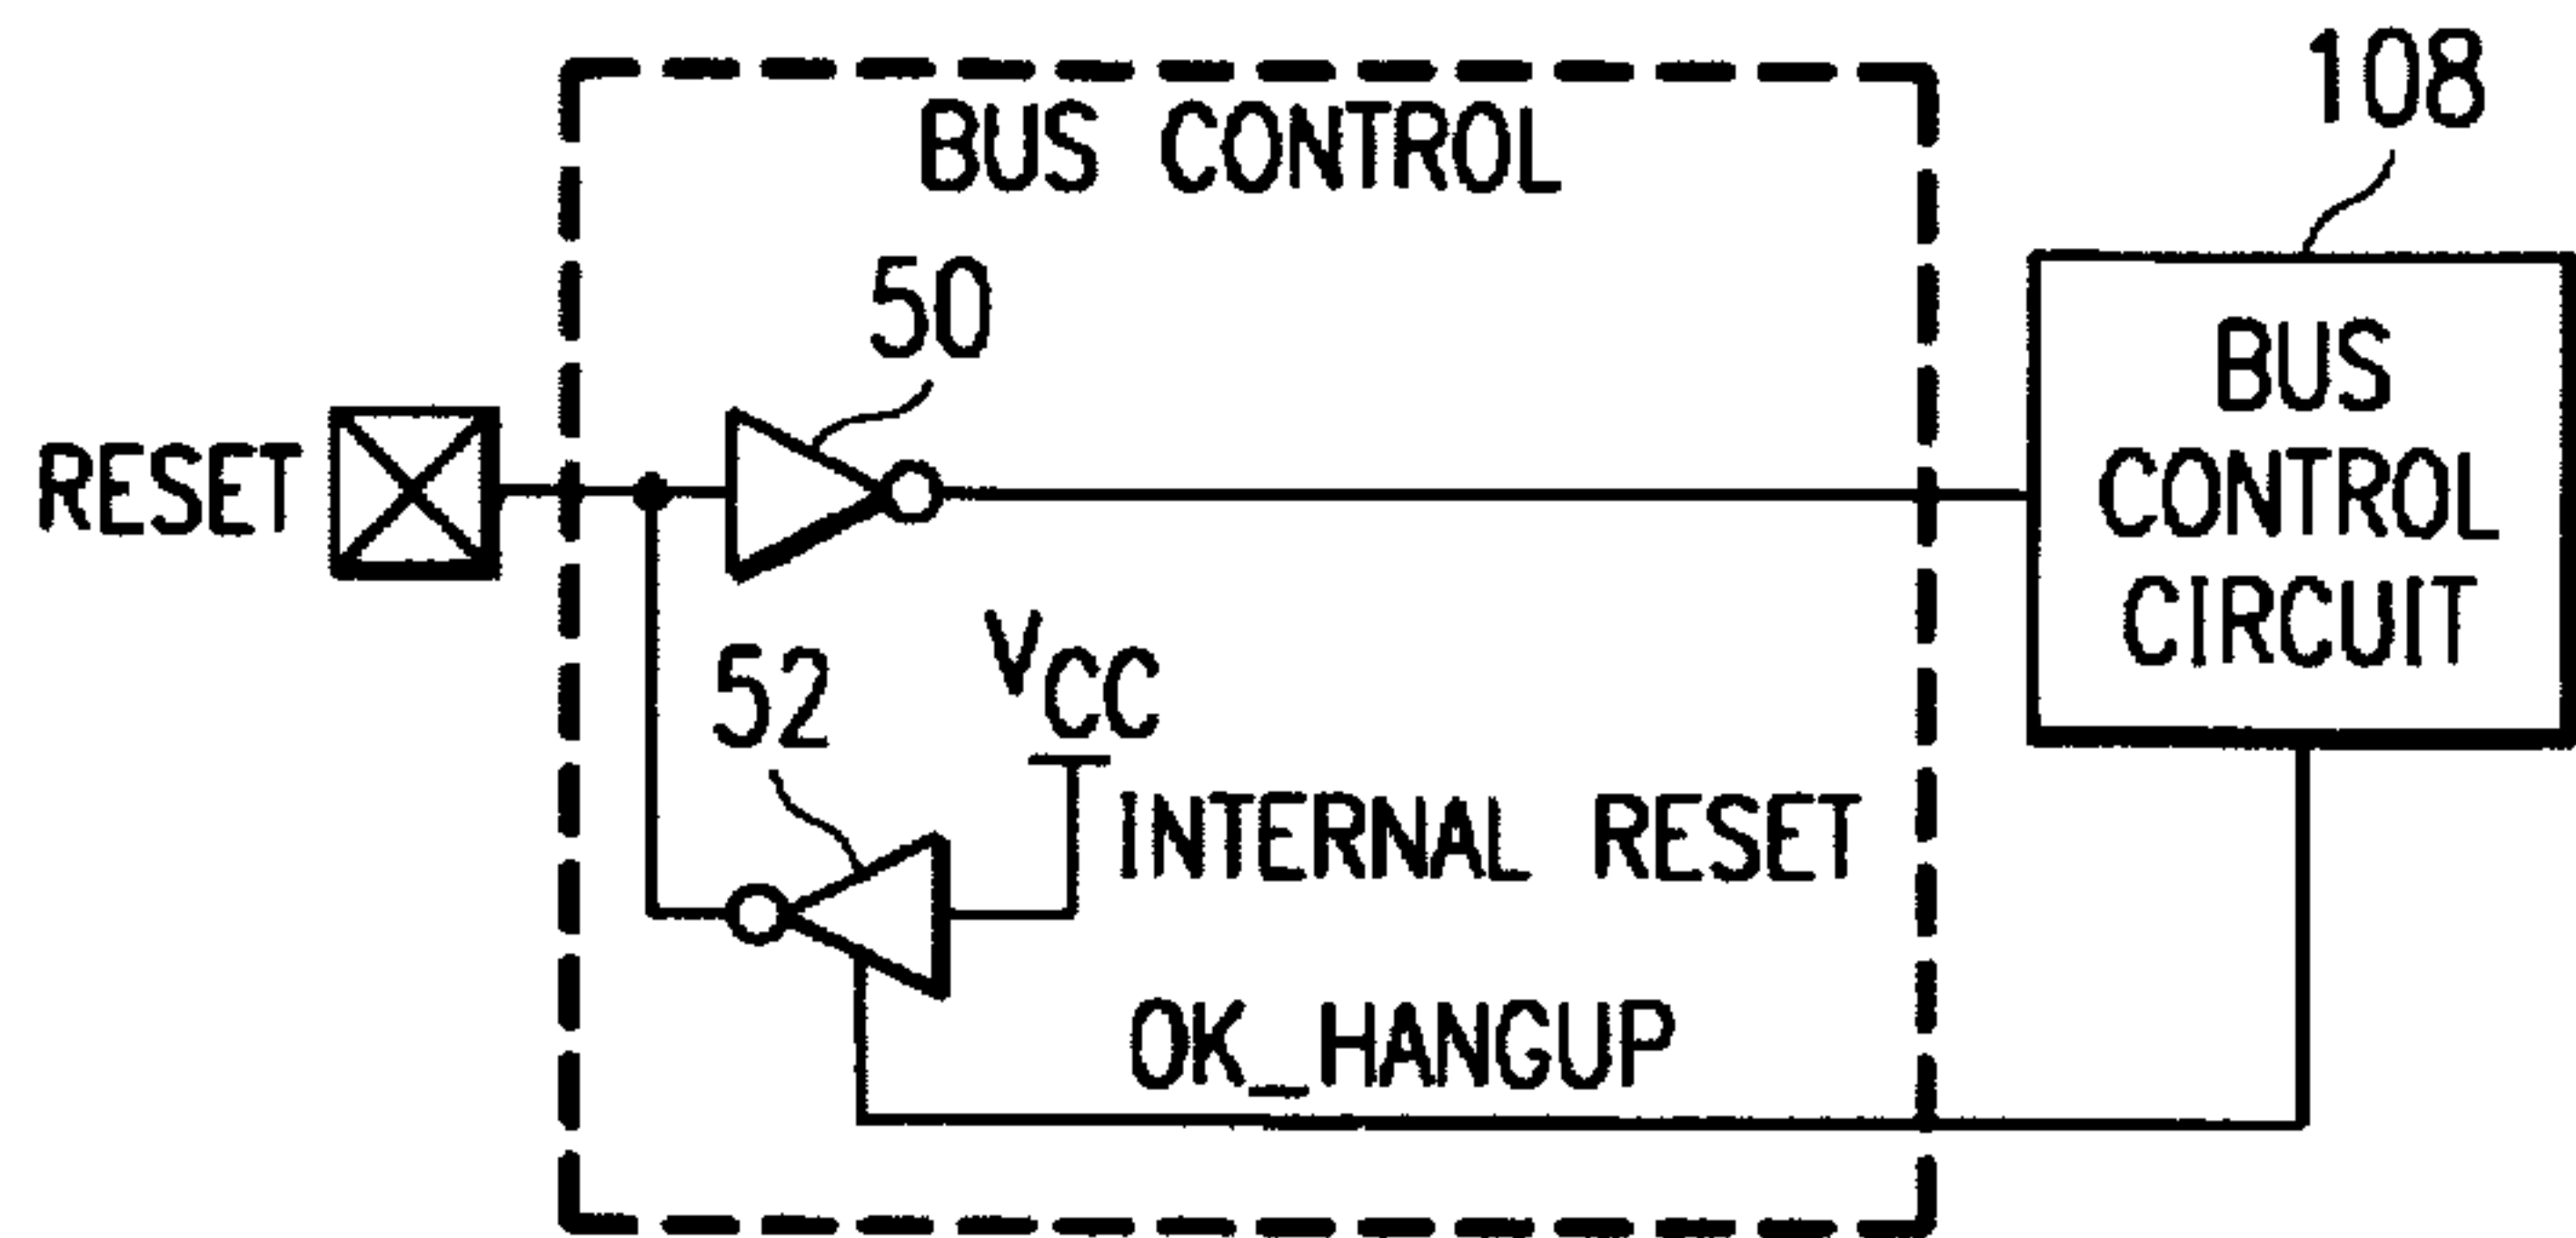 108
BUS CONTROL
50
BUS
CONTROL
CIRCUIT
RESET
52
VCC
INTERNAL RESET
OK_HANGUP